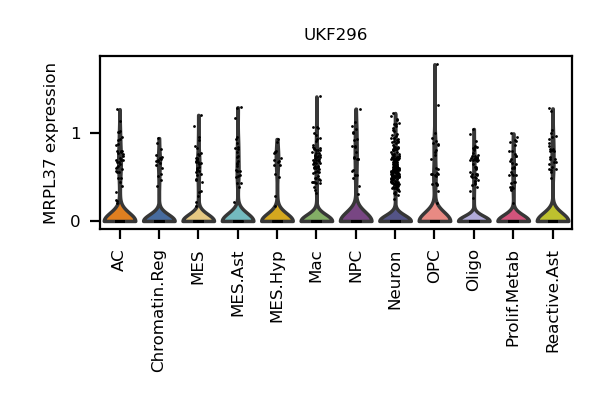 UKF296
MRPL37 expression
1
0
AC
Chromatin.Reg
MES
MES.Ast
MES.Hyp
Mac
NPC
Neuron
OPC
Oligo
Prolif.Metab
Reactive.Ast